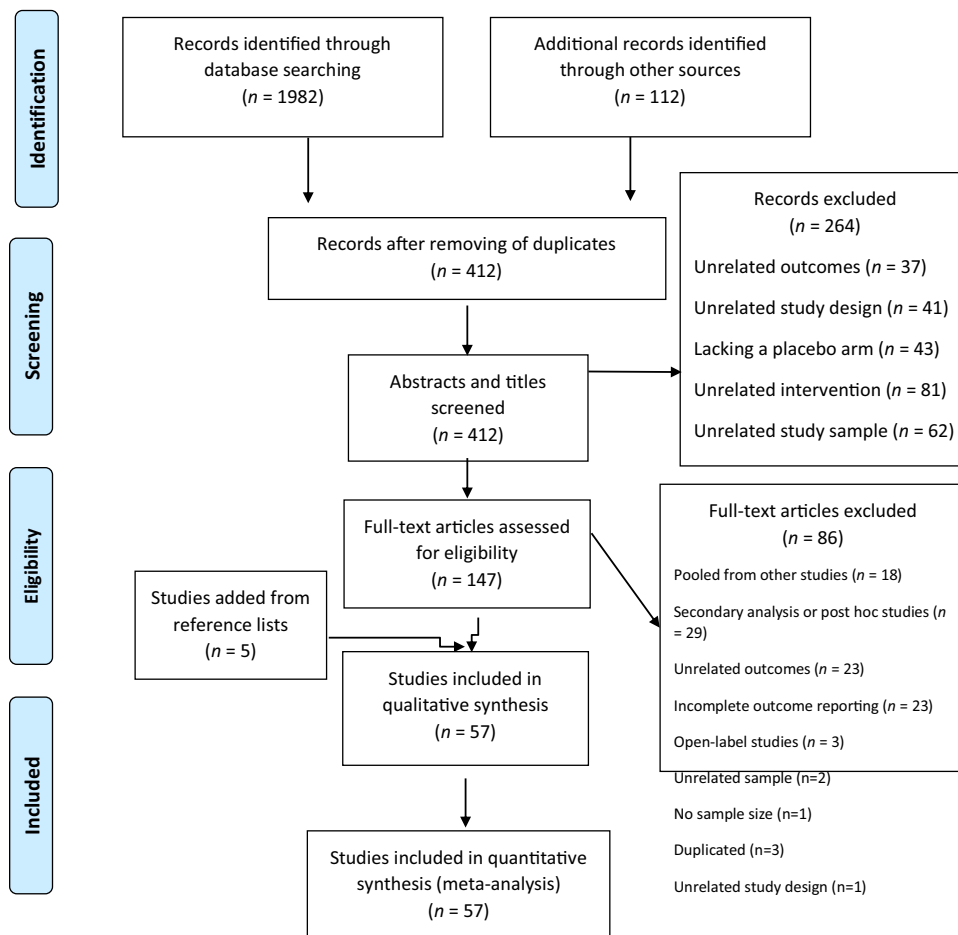 Identification
Records identified through
database searching
(n = 1982)
Additional records identified
through other sources
(n = 112)
Records after removing of duplicates
(n = 412)
Records excluded
(n = 264)
Unrelated outcomes (n = 37)
Unrelated study design (n = 41)
Lacking a placebo arm (n = 43)
Unrelated intervention (n = 81)
Unrelated study sample (n = 62)
Screening
Abstracts and titles
screened
(n = 412)
Eligibility
Full-text articles assessed
for eligibility
(n = 147)
Full-text articles excluded
(n = 86)
Pooled from other studies (n = 18)
Secondary analysis or post hoc studies (n
= 29)
Unrelated outcomes (n = 23)
Incomplete outcome reporting (n = 23)
Open-label studies (n = 3)
Unrelated sample (n=2)
No sample size (n=1)
Duplicated (n=3)
Unrelated study design (n=1)
Studies added from
reference lists
(n = 5)
Studies included in
qualitative synthesis
(n = 57)
Included
Studies included in quantitative
synthesis (meta-analysis)
(n = 57)